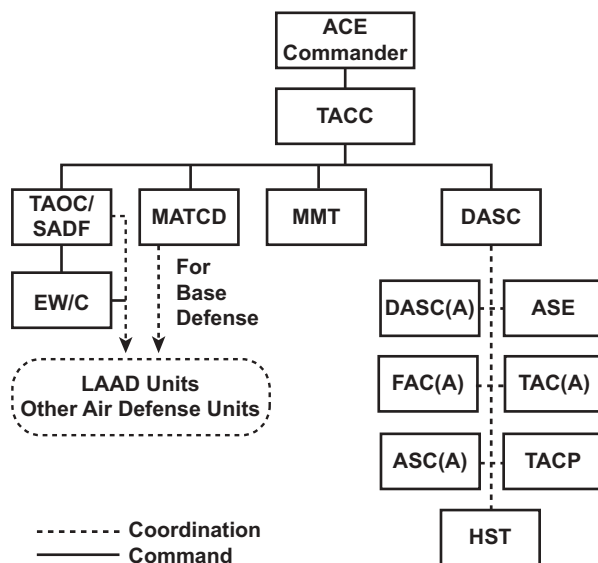 ACE
Commander
TACC
TAOC/
SADF
MATCD
MMT
DASC
EW/C
For
Base
Defense
DASC(A)
ASE
LAAD Units
Other Air Defense Units
FAC(A)
TAC(A)
ASC(A)
TACP
HST
Coordination
Command